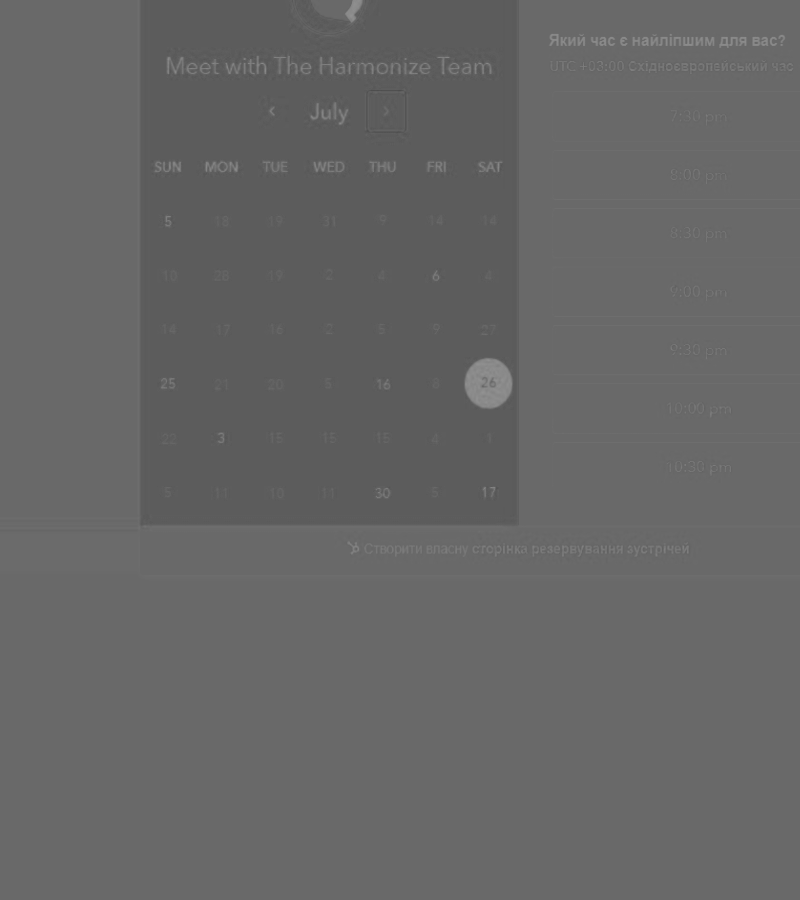 Meet with The Harmonize Team
July
SUN MON TUE WED THU FRI SAT
5 18 19 31 9 14 14
10 28 19 2 4 6 4
14 17 16 2 5 9 27
25 21 20 5 16 8 26
22 3 15 15 15 4 1
5 11 10 11 30 5 17
Який час є найліпшим для вас?
UTC +03:00 Східноєвропейський час
7:30 pm
8:00 pm
8:30 pm
9:00 pm
9:30 pm
10:00 pm
10:30 pm
Створити власну сторінка резервування зустрічей